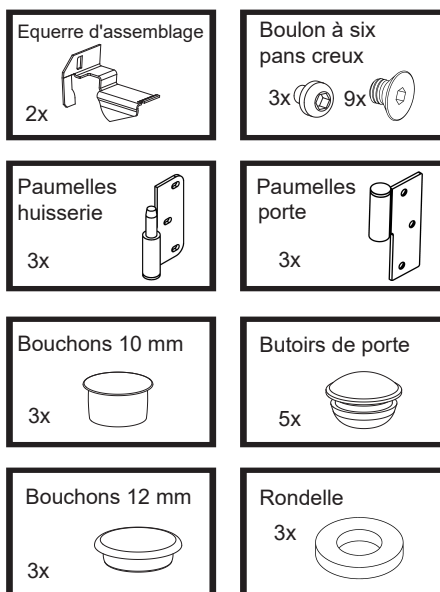 Equerre d'assemblage
2x
Boulon à six
pans creux
3x 9x
Paumelles
huisserie
3x
Paumelles
porte
3x
Bouchons 10 mm
3x
Butoirs de porte
5x
Bouchons 12 mm
3x
Rondelle
3x